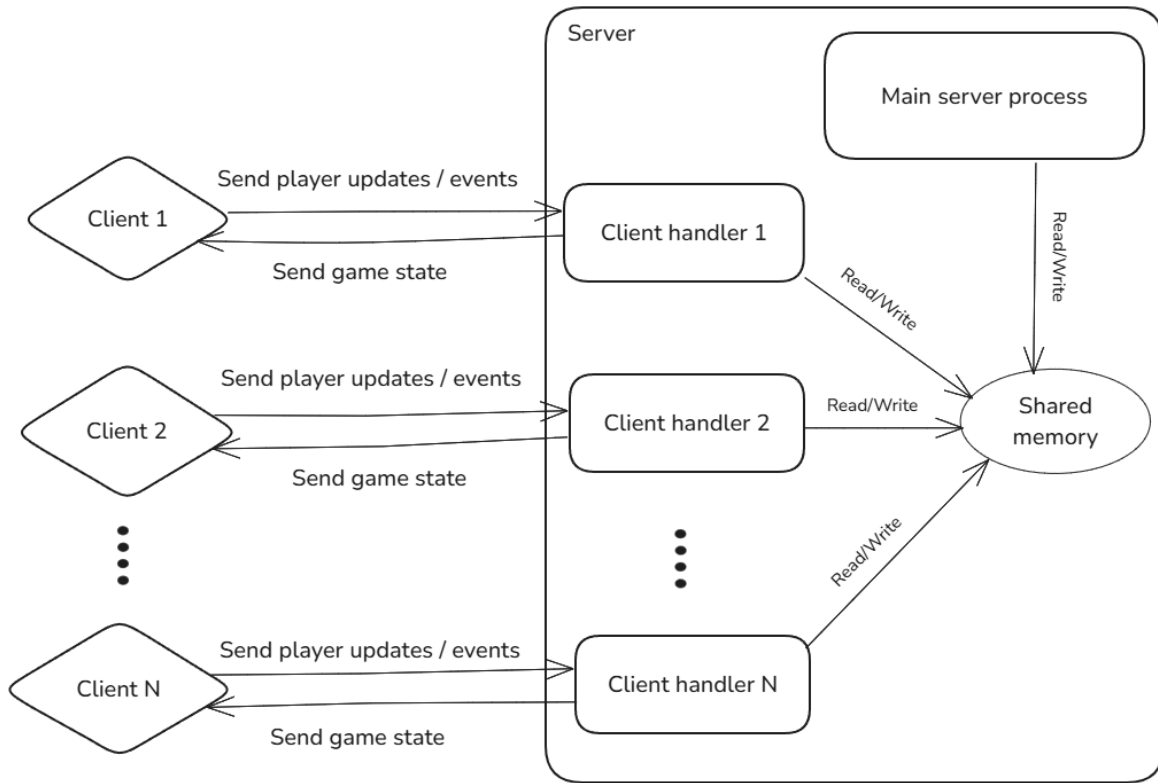 Server
Main server process
Send player updates / events
Client 1
Client handler 1
Send game state
Read/Write
Read/Write
Send player updates / events
Client 2
Client handler 2
Send game state
Read/Write
Shared
memory
Read/Write
Send player updates / events
Client N
Client handler N
Send game state